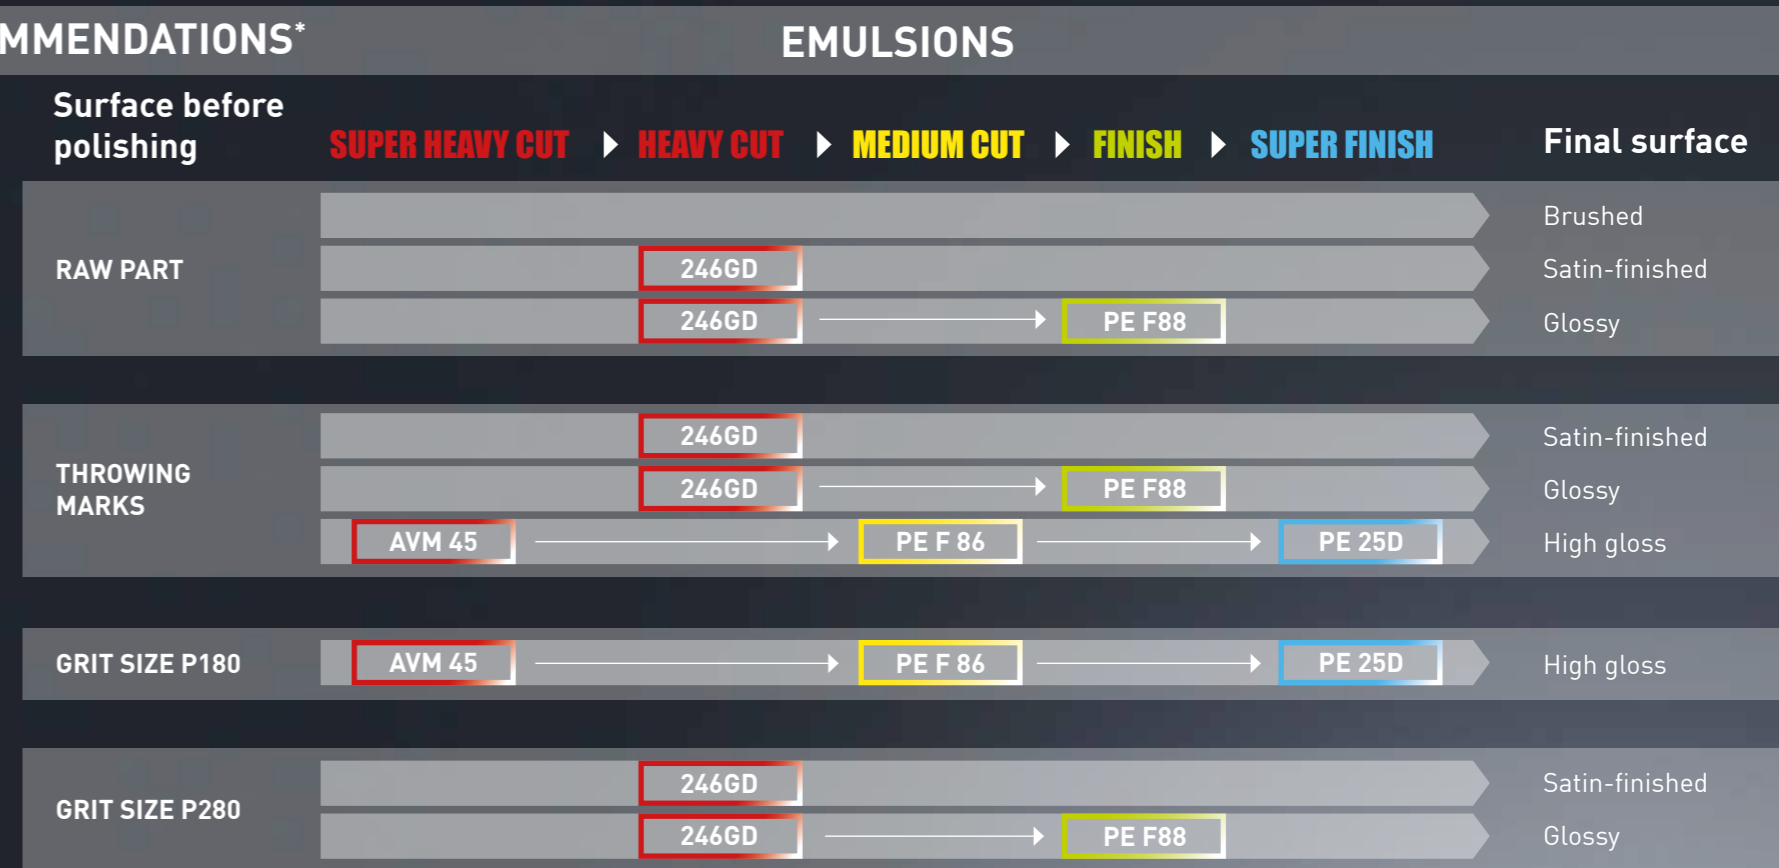 MMENDATIONS*
EMULSIONS
Surface before
polishing
SUPER HEAVY CUT
HEAVY CUT
MEDIUM CUT
FINISH
SUPER FINISH
Final surface
RAW PART
Brushed
246GD
Satin-finished
246GD
PE F88
Glossy
THROWING
MARKS
246GD
Satin-finished
246GD
PE F88
Glossy
AVM 45
PE F 86
PE 25D
High gloss
GRIT SIZE P180
AVM 45
PE F 86
PE 25D
High gloss
GRIT SIZE P280
246GD
Satin-finished
246GD
PE F88
Glossy